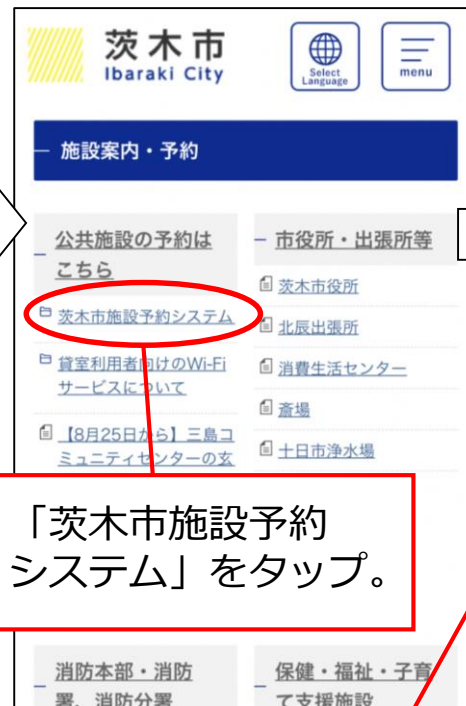 茨木市
Ibaraki City
Select
Language
menu
施設案内・予約
公共施設の予約は
こちら
茨木市施設予約システム
貸室利用者向けのWi-Fi
サービスについて
【8月25日から】三島コ
ミュニティセンターの玄
市役所・出張所等
茨木市役所
北辰出張所
消費生活センター
斎場
十日市浄水場
「茨木市施設予約
システム」をタップ。
消防本部・消防
署、消防分署
保健・福祉・子育
て支援施設